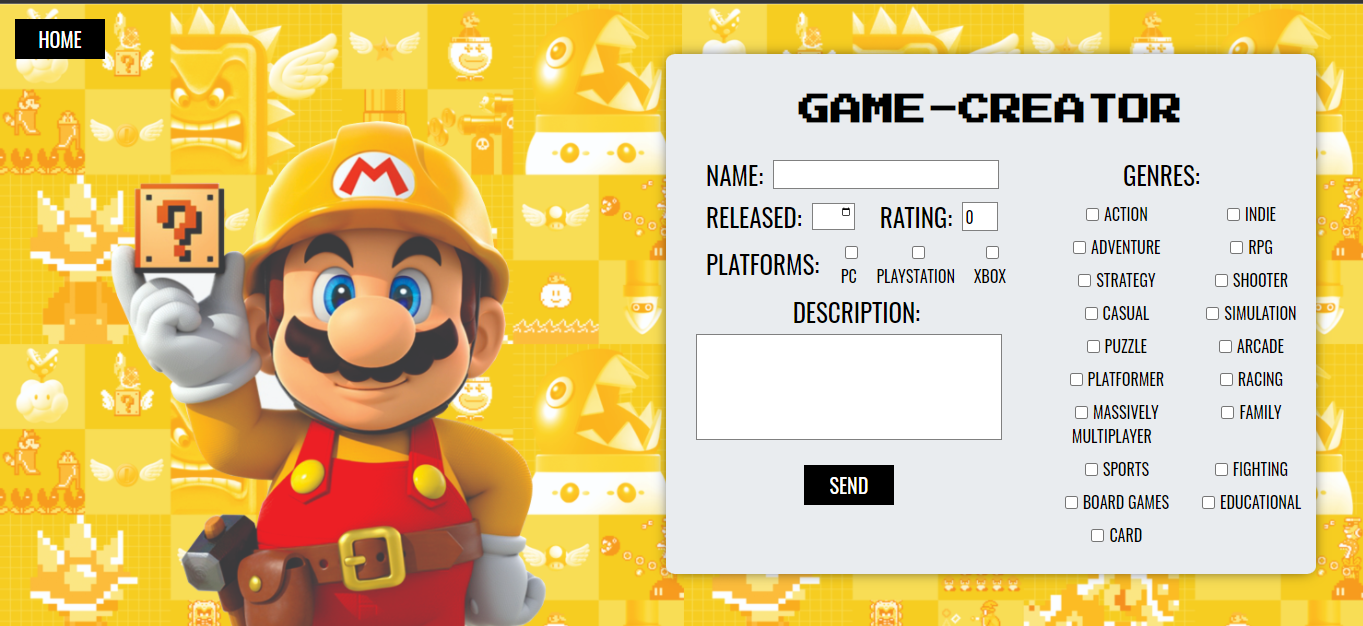 HOME
GAME-CREATOR
NAME:
RELEASED:
RATING: 0
PLATFORMS:
PC
PLAYSTATION
XBOX
DESCRIPTION:
SEND
GENRES:
ACTION
INDIE
ADVENTURE
RPG
STRATEGY
SHOOTER
CASUAL
SIMULATION
PUZZLE
ARCADE
PLATFORMER
RACING
MASSIVELY
MULTIPLAYER
FAMILY
SPORTS
FIGHTING
BOARD GAMES
EDUCATIONAL
CARD
M
?